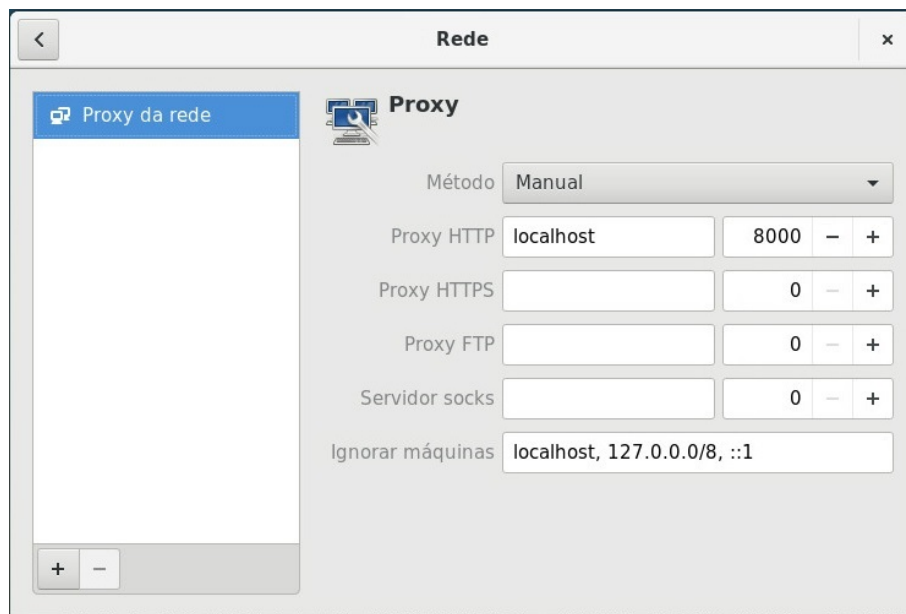 Rede
Proxy da rede
Proxy
Método Manual
Proxy HTTP localhost 8000 − +
Proxy HTTPS 0 − +
Proxy FTP 0 − +
Servidor socks 0 − +
Ignorar máquinas localhost, 127.0.0.0/8, ::1
+ −